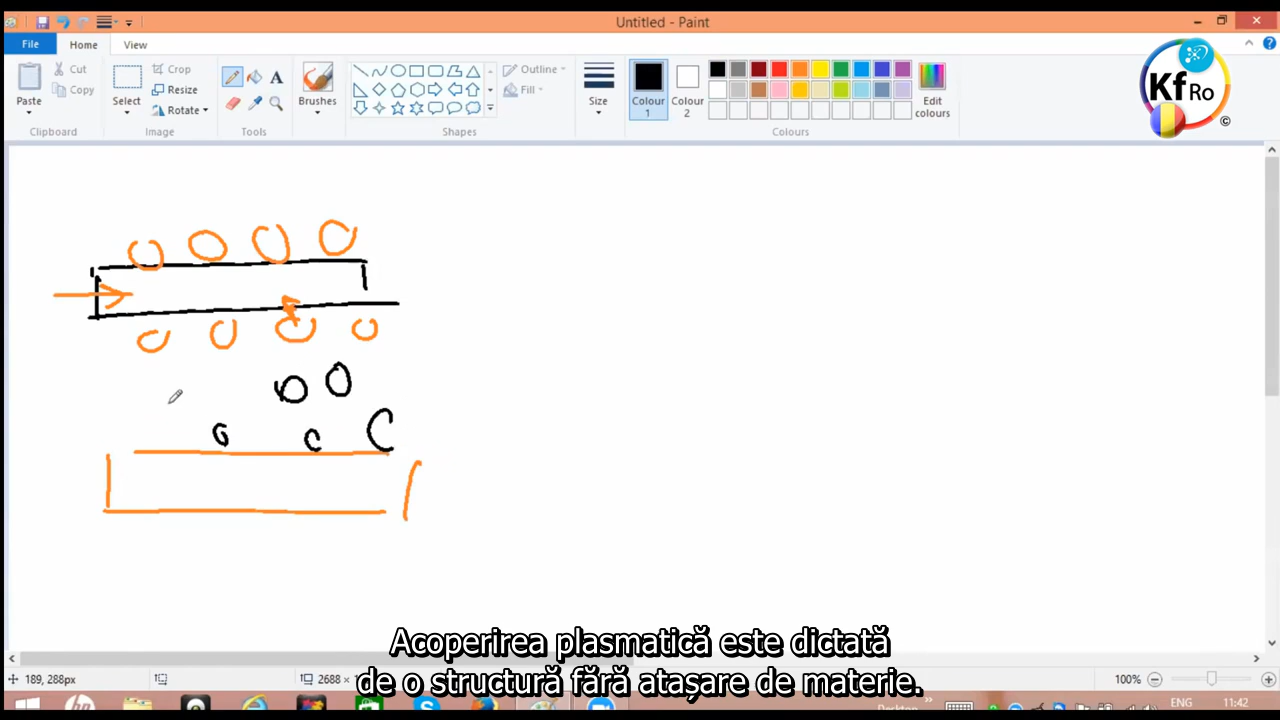 Untitled - Paint
File
Home
View
Paste
Cut
Copy
Clipboard
Select
Crop
Resize
Rotate
Image
Tools
Brushes
Shapes
Outline
Fill
Size
Colour 1
Colour 2
Edit colours
Colours
Kf Ro ©
Acoperirea plasmatică este dictată
de o structură fără atașare de materie.
189, 288px
2688 ×
100%
Desktop
ENG
11:42